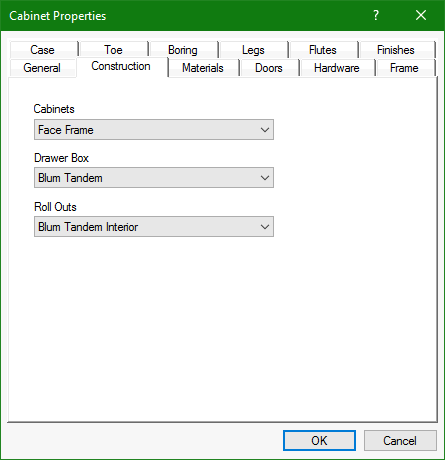 Cabinet Properties ?
Case Toe Boring Legs Flutes Finishes
General Construction Materials Doors Hardware Frame
Cabinets
Face Frame
Drawer Box
Blum Tandem
Roll Outs
Blum Tandem Interior
OK Cancel